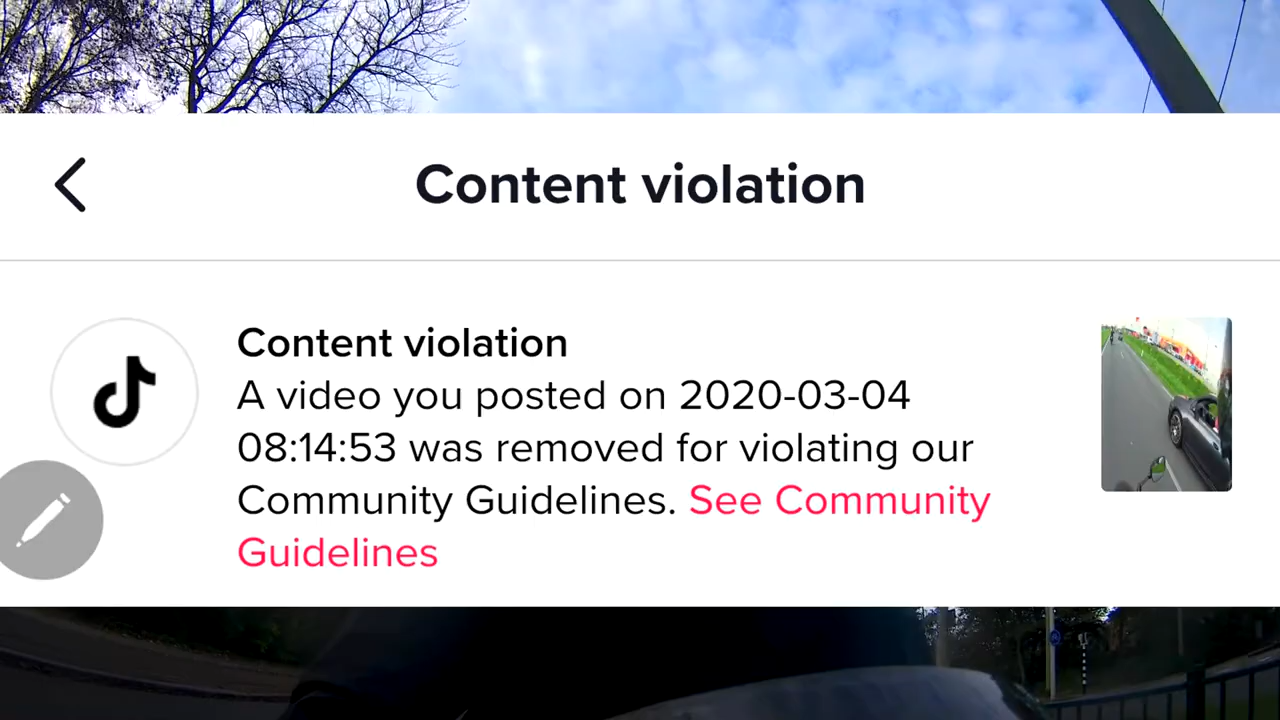 Content violation
Content violation
A video you posted on 2020-03-04
08:14:53 was removed for violating our
Community Guidelines. See Community
Guidelines